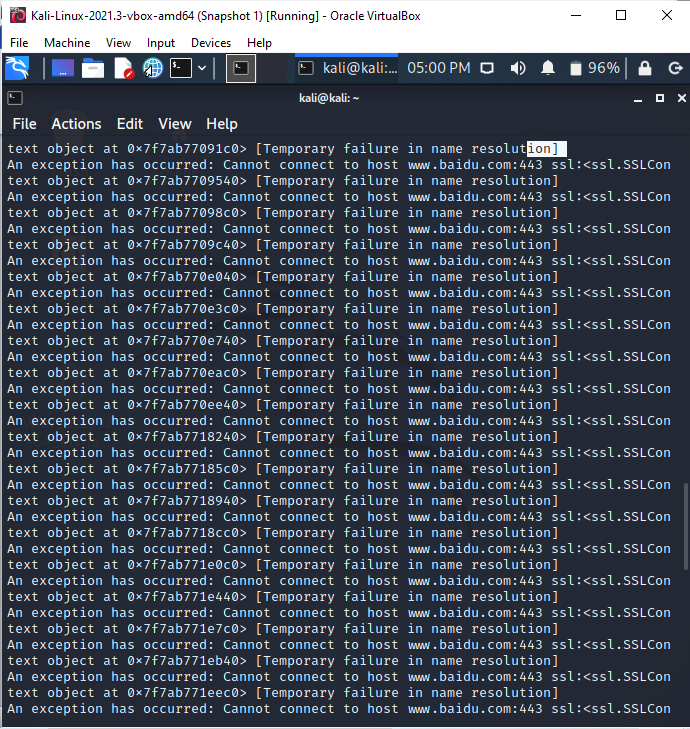 Kali-Linux-2021.3-vbox-amd64 (Snapshot 1) [Running] - Oracle VirtualBox
File Machine View Input Devices Help
kali@kali:... 05:00 PM 96%
kali@kali: ~
File Actions Edit View Help
text object at 0×7f7ab77091c0> [Temporary failure in name resolution]
An exception has occurred: Cannot connect to host www.baidu.com:443 ssl:<ssl.SSLCon
text object at 0×7f7ab7709540> [Temporary failure in name resolution]
An exception has occurred: Cannot connect to host www.baidu.com:443 ssl:<ssl.SSLCon
text object at 0×7f7ab77098c0> [Temporary failure in name resolution]
An exception has occurred: Cannot connect to host www.baidu.com:443 ssl:<ssl.SSLCon
text object at 0×7f7ab7709c40> [Temporary failure in name resolution]
An exception has occurred: Cannot connect to host www.baidu.com:443 ssl:<ssl.SSLCon
text object at 0×7f7ab770e040> [Temporary failure in name resolution]
An exception has occurred: Cannot connect to host www.baidu.com:443 ssl:<ssl.SSLCon
text object at 0×7f7ab770e3c0> [Temporary failure in name resolution]
An exception has occurred: Cannot connect to host www.baidu.com:443 ssl:<ssl.SSLCon
text object at 0×7f7ab770e740> [Temporary failure in name resolution]
An exception has occurred: Cannot connect to host www.baidu.com:443 ssl:<ssl.SSLCon
text object at 0×7f7ab770eac0> [Temporary failure in name resolution]
An exception has occurred: Cannot connect to host www.baidu.com:443 ssl:<ssl.SSLCon
text object at 0×7f7ab770ee40> [Temporary failure in name resolution]
An exception has occurred: Cannot connect to host www.baidu.com:443 ssl:<ssl.SSLCon
text object at 0×7f7ab7718240> [Temporary failure in name resolution]
An exception has occurred: Cannot connect to host www.baidu.com:443 ssl:<ssl.SSLCon
text object at 0×7f7ab77185c0> [Temporary failure in name resolution]
An exception has occurred: Cannot connect to host www.baidu.com:443 ssl:<ssl.SSLCon
text object at 0×7f7ab7718940> [Temporary failure in name resolution]
An exception has occurred: Cannot connect to host www.baidu.com:443 ssl:<ssl.SSLCon
text object at 0×7f7ab7718cc0> [Temporary failure in name resolution]
An exception has occurred: Cannot connect to host www.baidu.com:443 ssl:<ssl.SSLCon
text object at 0×7f7ab771e0c0> [Temporary failure in name resolution]
An exception has occurred: Cannot connect to host www.baidu.com:443 ssl:<ssl.SSLCon
text object at 0×7f7ab771e440> [Temporary failure in name resolution]
An exception has occurred: Cannot connect to host www.baidu.com:443 ssl:<ssl.SSLCon
text object at 0×7f7ab771e7c0> [Temporary failure in name resolution]
An exception has occurred: Cannot connect to host www.baidu.com:443 ssl:<ssl.SSLCon
text object at 0×7f7ab771eb40> [Temporary failure in name resolution]
An exception has occurred: Cannot connect to host www.baidu.com:443 ssl:<ssl.SSLCon
text object at 0×7f7ab771eec0> [Temporary failure in name resolution]
An exception has occurred: Cannot connect to host www.baidu.com:443 ssl:<ssl.SSLCon